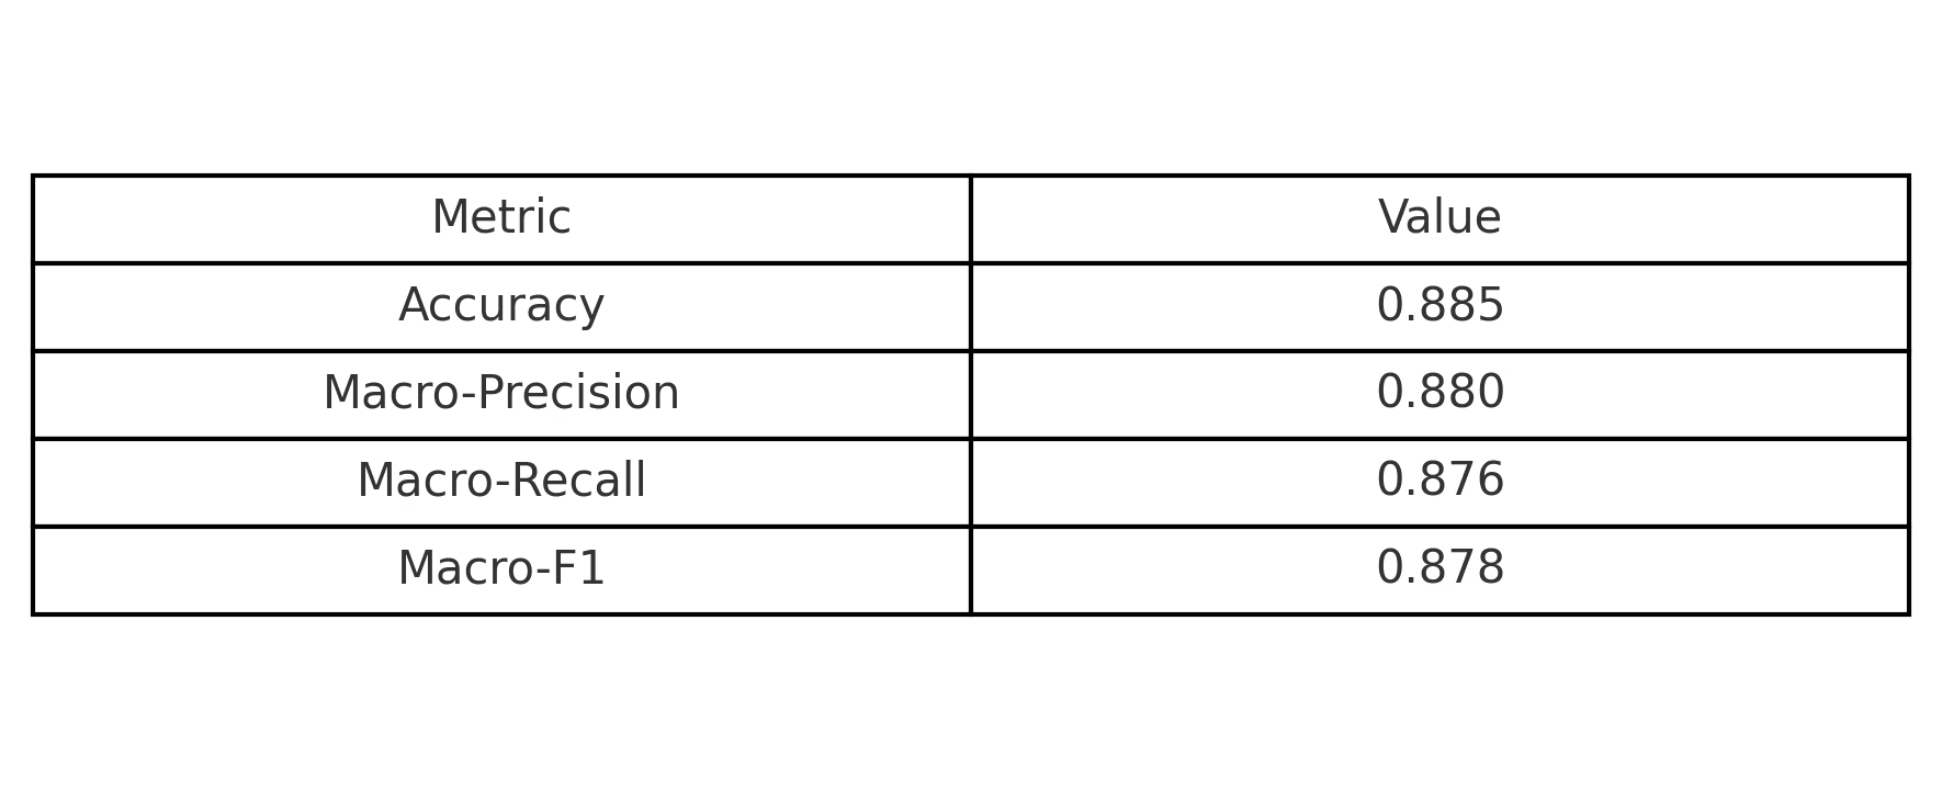 Metric Value
Accuracy 0.885
Macro-Precision 0.880
Macro-Recall 0.876
Macro-F1 0.878